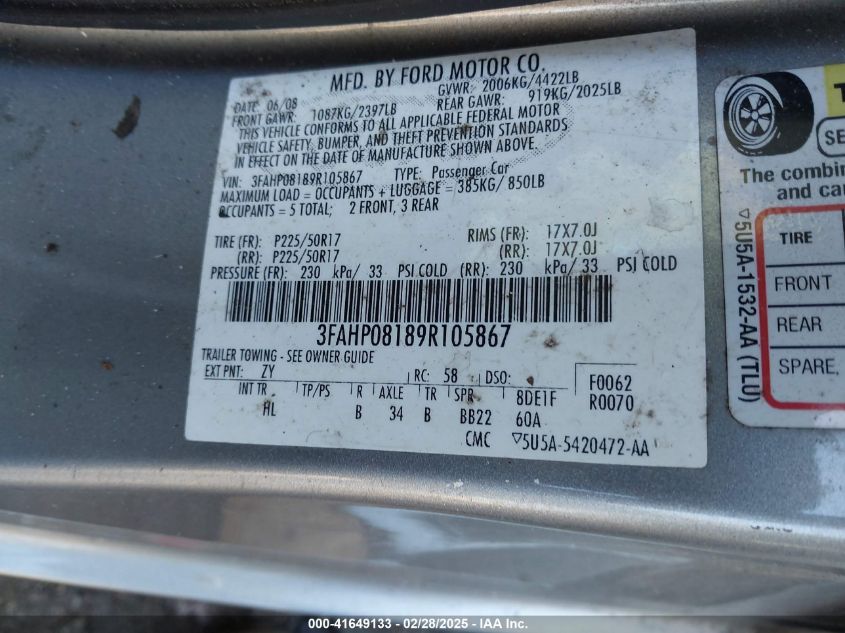 MFD. BY FORD MOTOR CO.
DATE: 06/08 GVWR: 2006KG/4422LB
FRONT GAWR: 1087KG/2397LB REAR GAWR: 919KG/2025LB
THIS VEHICLE CONFORMS TO ALL APPLICABLE FEDERAL MOTOR
VEHICLE SAFETY, BUMPER, AND THEFT PREVENTION STANDARDS
IN EFFECT ON THE DATE OF MANUFACTURE SHOWN ABOVE.
VIN: 3FAHP08189R105867 TYPE: Passenger Car
MAXIMUM LOAD = OCCUPANTS + LUGGAGE = 385KG/ 850LB
OCCUPANTS = 5 TOTAL; 2 FRONT, 3 REAR
TIRE (FR): P225/50R17 RIMS (FR): 17X7.0J
(RR): P225/50R17 (RR): 17X7.0J
PRESSURE (FR): 230 kPa/ 33 PSI COLD (RR): 230 kPa/ 33 PSI COLD
3FAHP08189R105867
TRAILER TOWING - SEE OWNER GUIDE
EXT PNT: ZY RC: 58 DSO: F0062
INT TR TP/PS R AXLE TR SPR 8DE1F R0070
HL B 34 B BB22 60A
CMC ▽5U5A-5420472-AA
T
SE
The combin
and ca
▽5U5A-1532-AA (TLU)
TIRE
FRONT
REAR
SPARE,
000-41649133 - 02/28/2025 - IAA Inc.